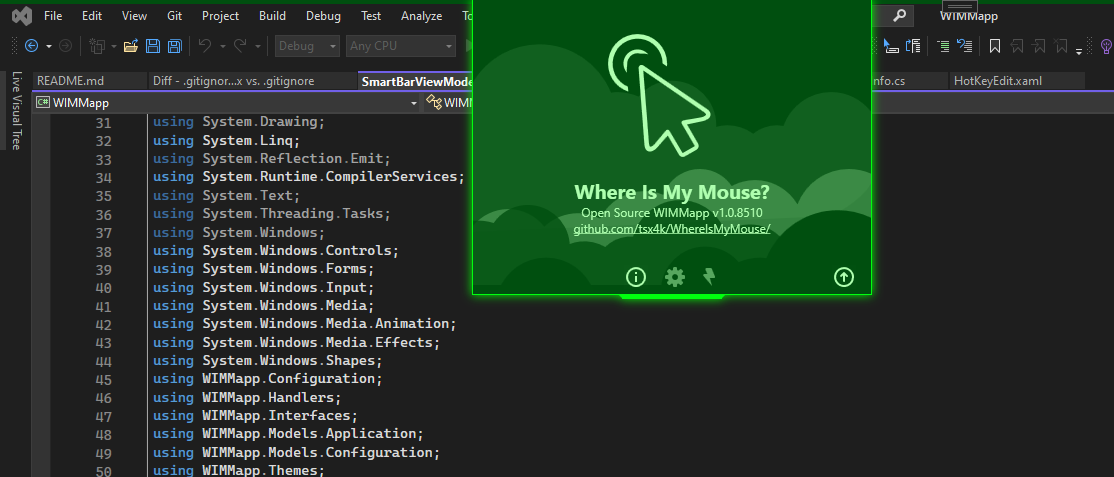 File Edit View Git Project Build Debug Test Analyze
WIMMapp
Debug Any CPU
README.md Diff - .gitignor...x vs. .gitignore HotKeyEdit.xaml
Live Visual Tree
WIMMapp
31 using System.Drawing;
32 using System.Linq;
33 using System.Reflection.Emit;
34 using System.Runtime.CompilerServices;
35 using System.Text;
36 using System.Threading.Tasks;
37 using System.Windows;
38 using System.Windows.Controls;
39 using System.Windows.Forms;
40 using System.Windows.Input;
41 using System.Windows.Media;
42 using System.Windows.Media.Animation;
43 using System.Windows.Media.Effects;
44 using System.Windows.Shapes;
45 using WIMMapp.Configuration;
46 using WIMMapp.Handlers;
47 using WIMMapp.Interfaces;
48 using WIMMapp.Models.Application;
49 using WIMMapp.Models.Configuration;
50 using WIMMapp.Themes;
Where Is My Mouse?
Open Source WIMMapp v1.0.8510
github.com/tsx4k/WhereIsMyMouse/